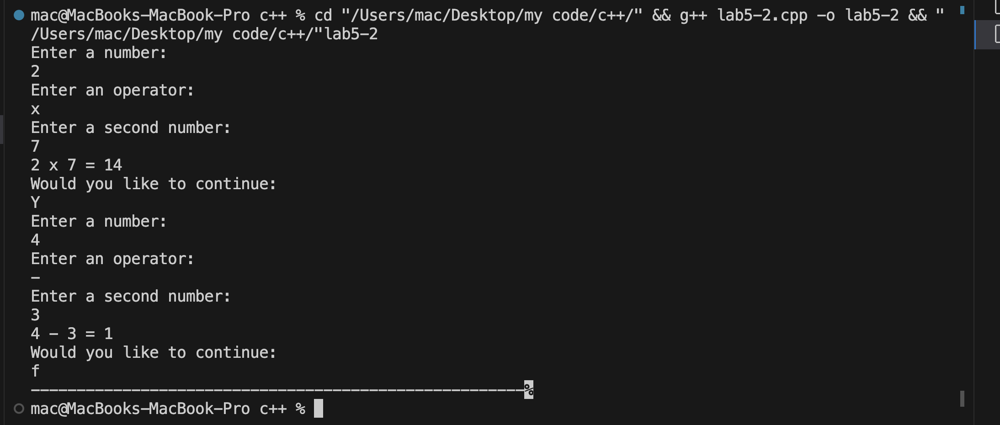 mac@MacBooks-MacBook-Pro c++ % cd "/Users/mac/Desktop/my code/c++/" && g++ lab5-2.cpp -o lab5-2 && "
/Users/mac/Desktop/my code/c++/"lab5-2
Enter a number:
2
Enter an operator:
x
Enter a second number:
7
2 x 7 = 14
Would you like to continue:
Y
Enter a number:
4
Enter an operator:
-
Enter a second number:
3
4 - 3 = 1
Would you like to continue:
f
------------------------------------------------------%
mac@MacBooks-MacBook-Pro c++ %